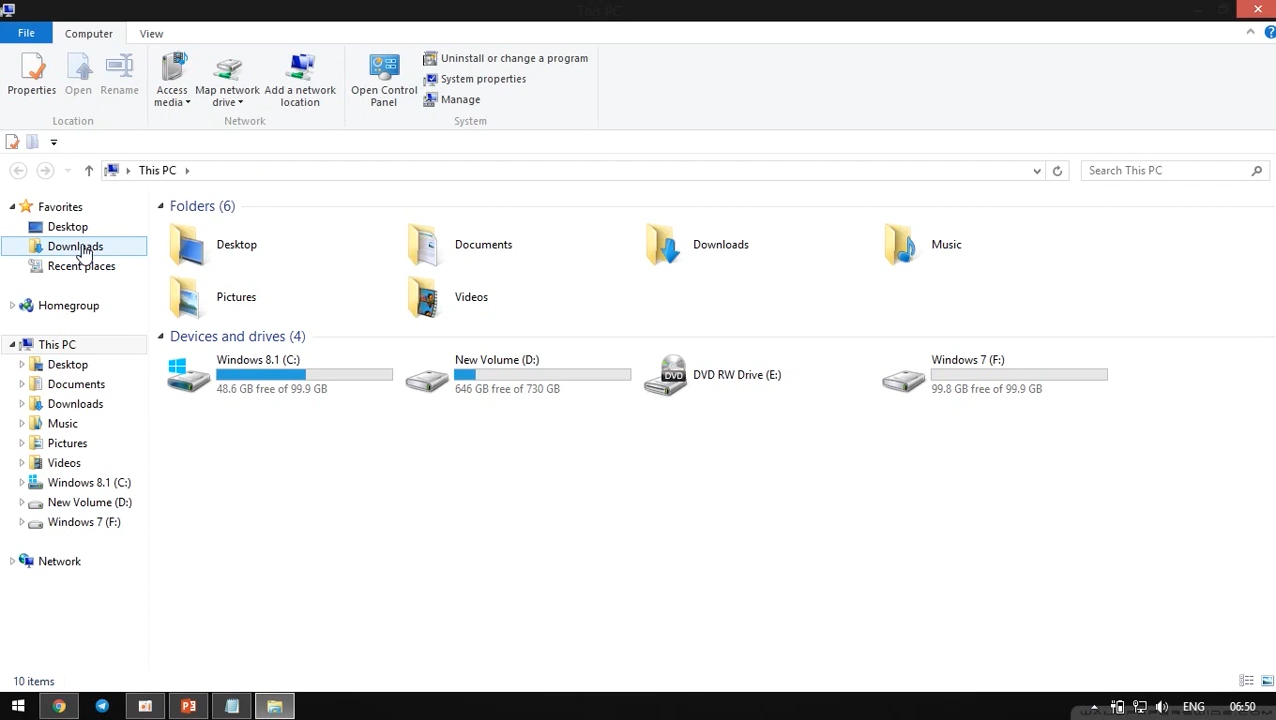 This PC
File Computer View
Properties Open Rename
Access media Map network drive Add a network location
Open Control Panel
Uninstall or change a program
System properties
Manage
Location Network System
This PC
Search This PC
Favorites
Desktop
Downloads
Recent places
Homegroup
This PC
Desktop
Documents
Downloads
Music
Pictures
Videos
Windows 8.1 (C:)
New Volume (D:)
Windows 7 (F:)
Network
Folders (6)
Desktop Documents Downloads Music
Pictures Videos
Devices and drives (4)
Windows 8.1 (C:)
48.6 GB free of 99.9 GB
New Volume (D:)
646 GB free of 730 GB
DVD
DVD RW Drive (E:)
Windows 7 (F:)
99.8 GB free of 99.9 GB
10 items
ENG 06:50